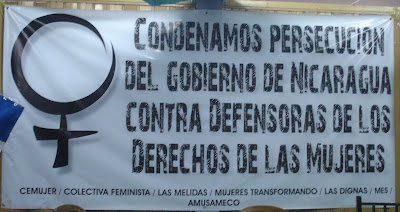 CONDENAMOS PERSECUCIÓN
DEL GOBIERNO DE NICARAGUA
CONTRA DEFENSORAS DE LOS
DERECHOS DE LAS MUJERES
CEMUJER / COLECTIVA FEMINISTA / LAS MELIDAS / MUJERES TRANSFORMANDO / LAS DIGNAS / MES /
AMUSAMECO